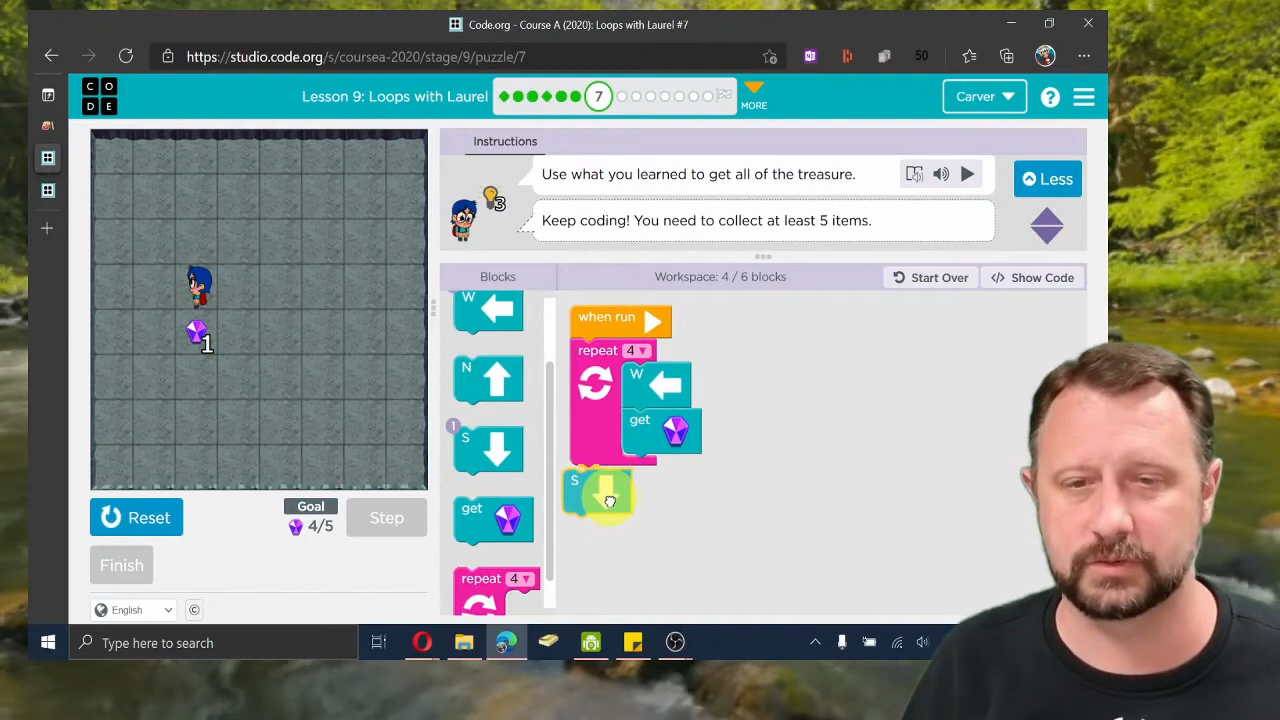 Code.org - Course A (2020): Loops with Laurel #7
https://studio.code.org/s/coursea-2020/stage/9/puzzle/7
50
C O
D E
Lesson 9: Loops with Laurel
7
MORE
Carver
?
Instructions
Use what you learned to get all of the treasure.
Less
3
Keep coding! You need to collect at least 5 items.
Blocks
Workspace: 4 / 6 blocks
Start Over
</> Show Code
W
N
1
S
get
repeat 4
when run
repeat 4
W
get
S
1
Reset
Goal
4/5
Step
Finish
English
©
Type here to search